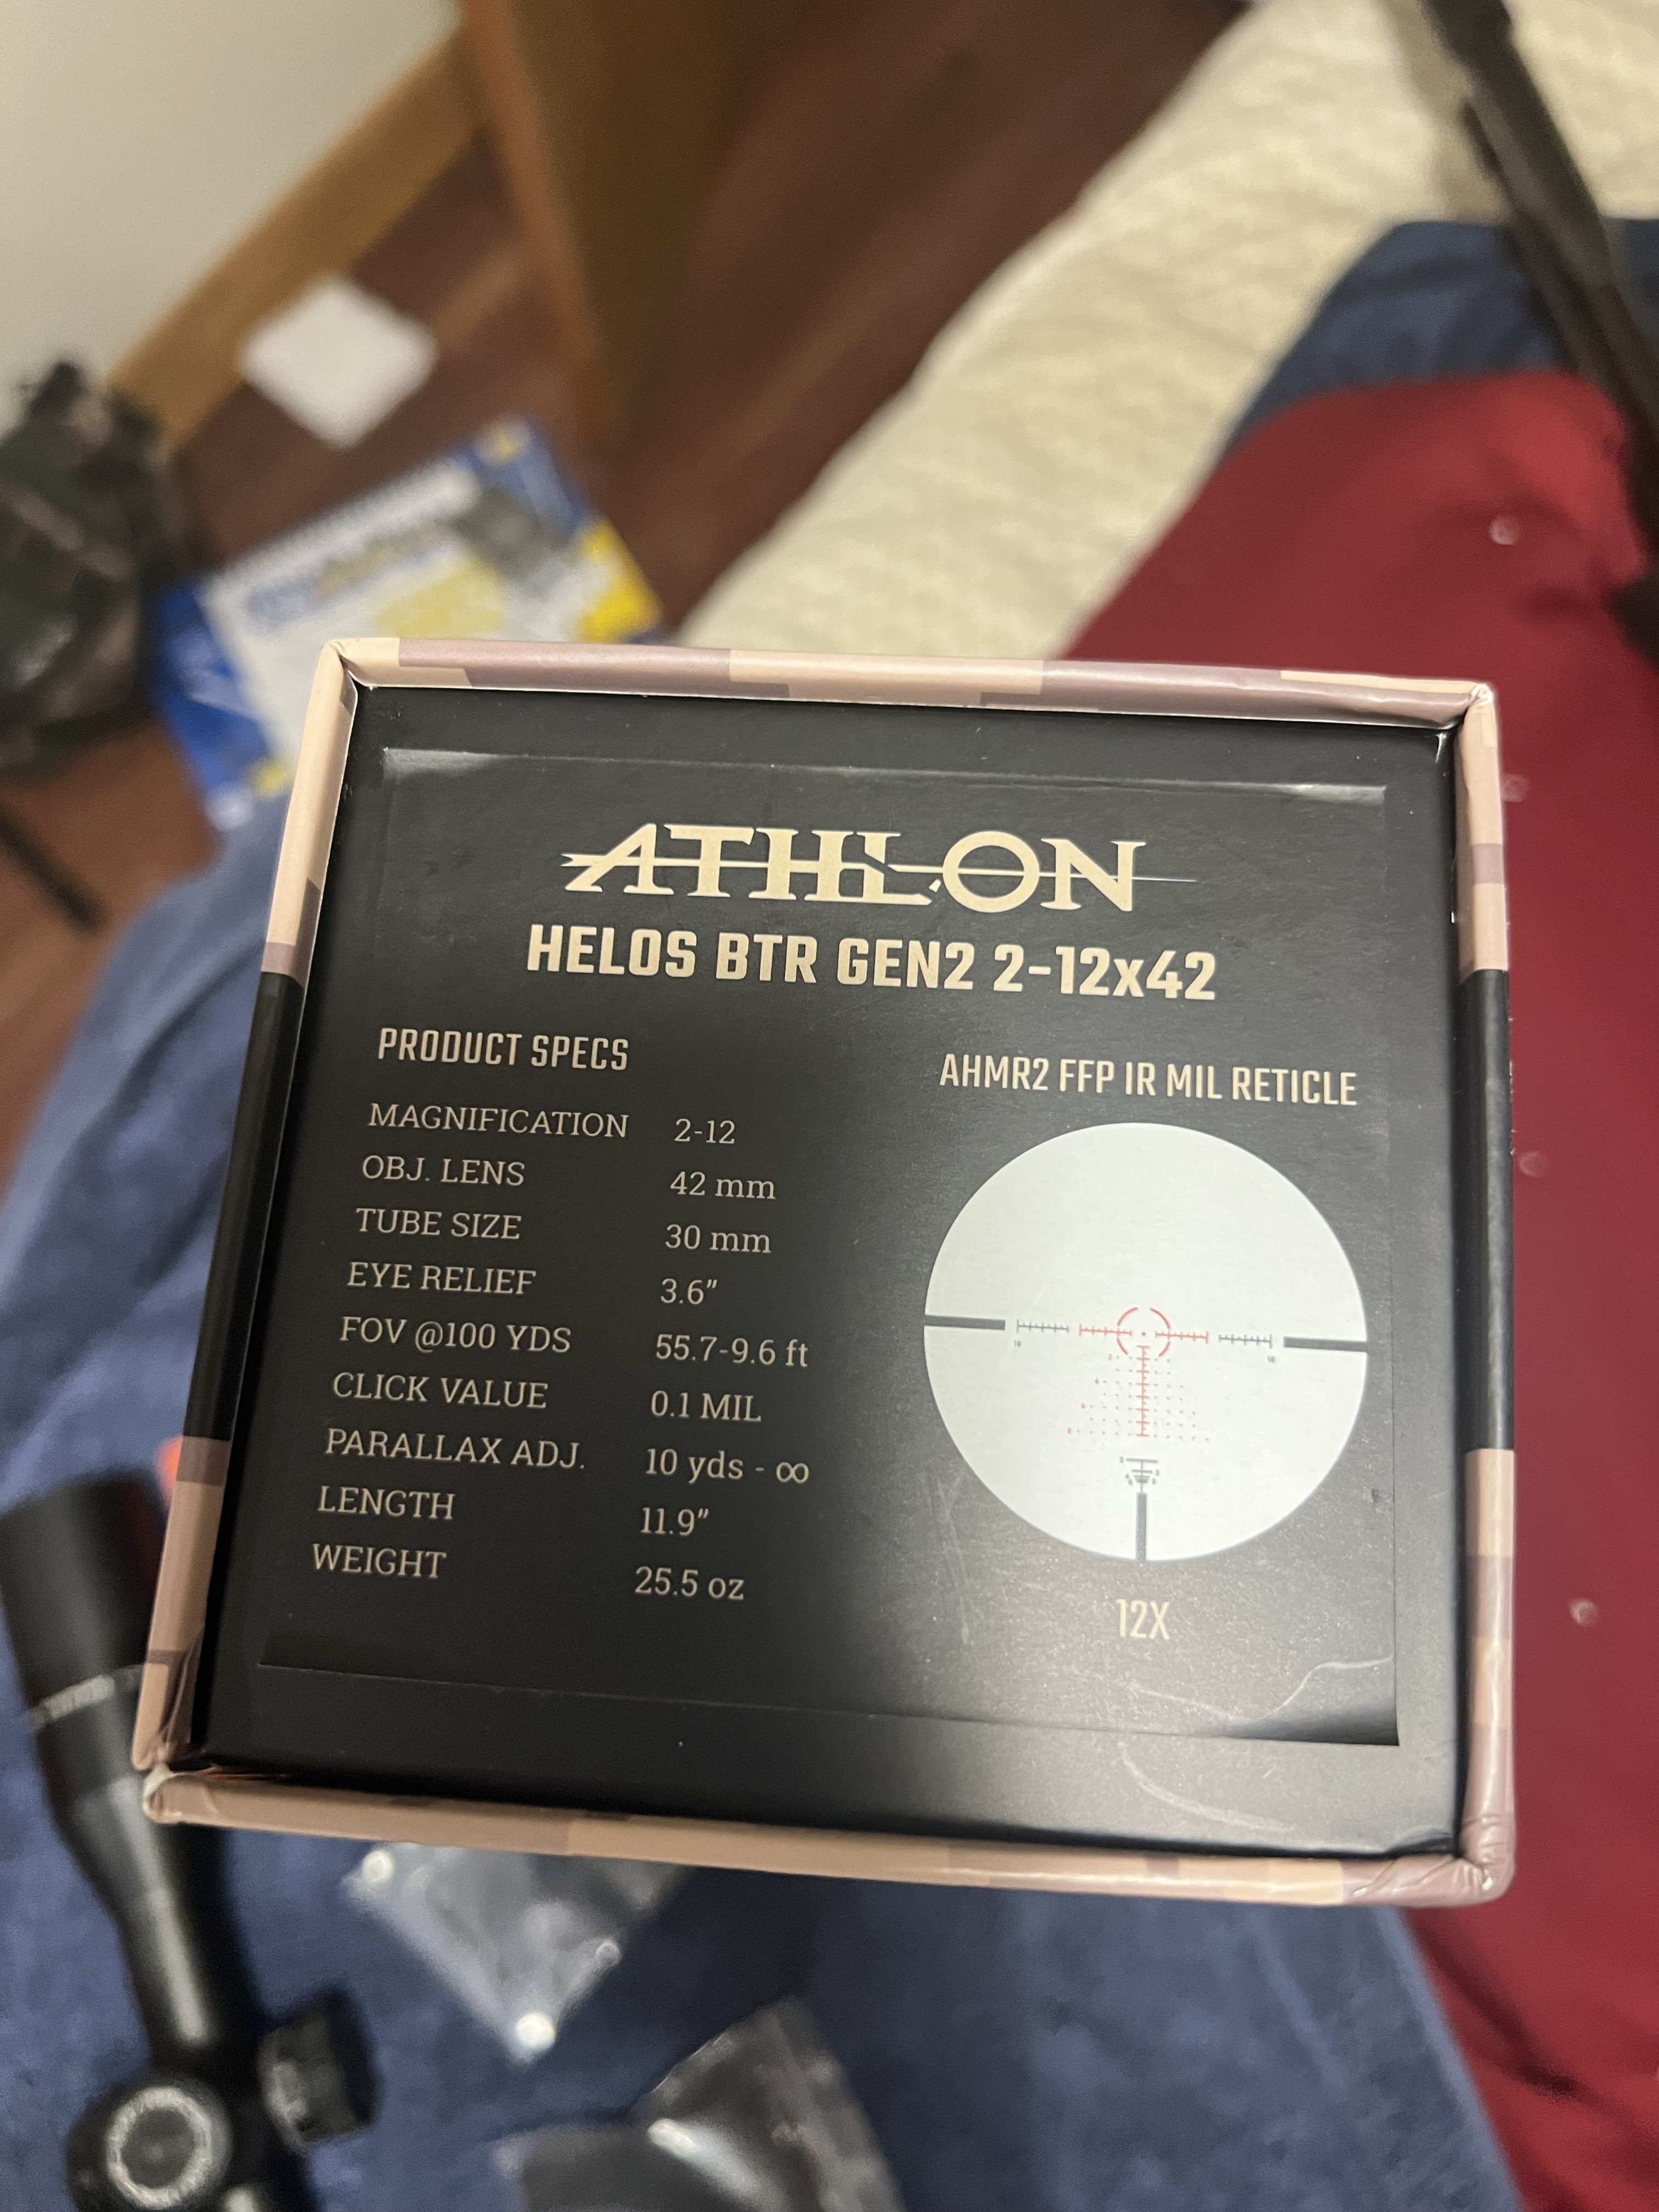 ATHLON
HELOS BTR GEN2 2-12x42
PRODUCT SPECS
MAGNIFICATION 2-12
OBJ. LENS 42 mm
TUBE SIZE 30 mm
EYE RELIEF 3.6"
FOV @100 YDS 55.7-9.6 ft
CLICK VALUE 0.1 MIL
PARALLAX ADJ. 10 yds - ∞
LENGTH 11.9"
WEIGHT 25.5 oz
AHMR2 FFP IR MIL RETICLE
12X